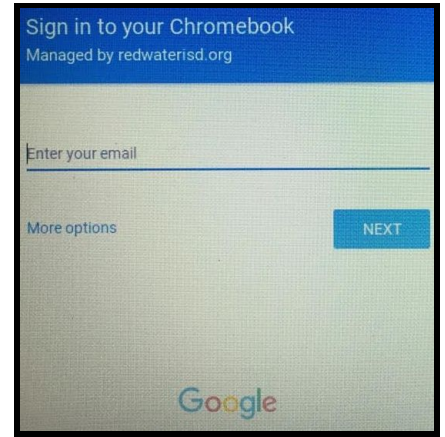 Sign in to your Chromebook
Managed by redwaterisd.org
Enter your email
More options
NEXT
Google